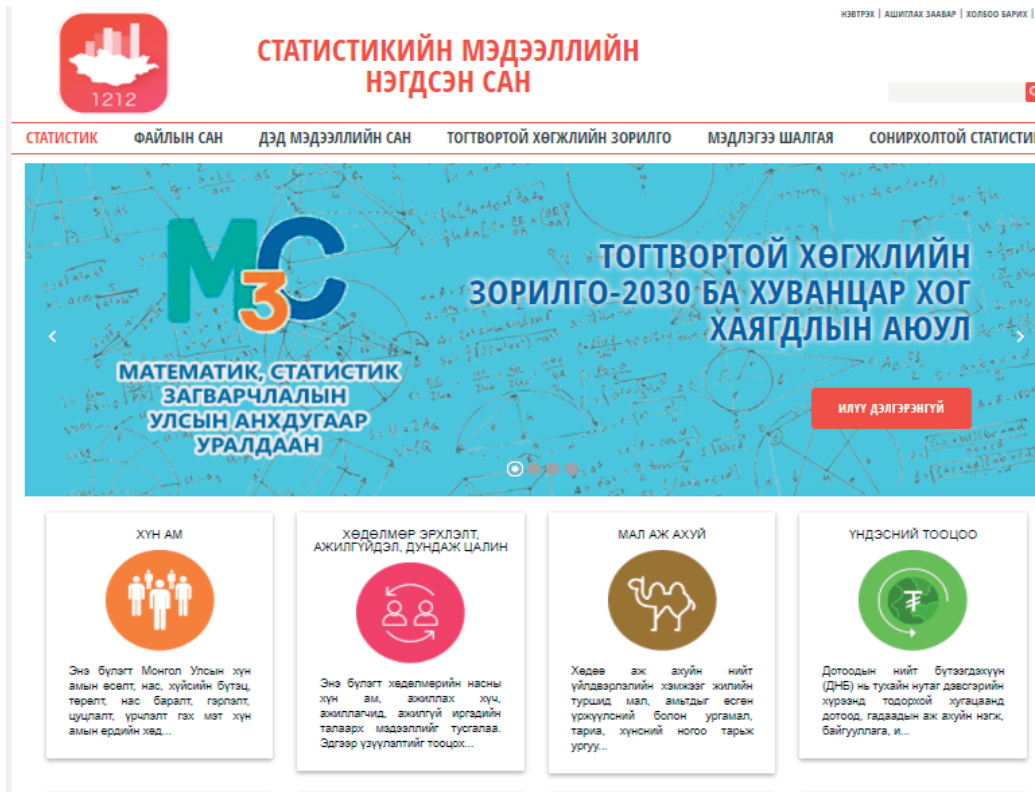 НЭВТРЭХ | АШИГЛАХ ЗААВАР | ХОЛБОО БАРИХ |
1212
СТАТИСТИКИЙН МЭДЭЭЛЛИЙН
НЭГДСЭН САН
СТАТИСТИК ФАЙЛЫН САН ДЭД МЭДЭЭЛЛИЙН САН ТОГТВОРТОЙ ХӨГЖЛИЙН ЗОРИЛГО МЭДЛЭГЭЭ ШАЛГАЯ СОНИРХОЛТОЙ СТАТИСТИК
М3С
МАТЕМАТИК, СТАТИСТИК
ЗАГВАРЧЛАЛЫН
УЛСЫН АНХДУГААР
УРАЛДААН
ТОГТВОРТОЙ ХӨГЖЛИЙН
ЗОРИЛГО-2030 БА ХУВАНЦАР ХОГ
ХАЯГДЛЫН АЮУЛ
ИЛҮҮ ДЭЛГЭРЭНГҮЙ
ХҮН АМ
Энэ бүлэгт Монгол Улсын хүн
амын өсөлт, нас, хүйсийн бүтэц,
төрөлт, нас баралт, гэрлэлт,
цуцлалт, үрчлэлт гэх мэт хүн
амын ердийн хөд...
ХӨДӨЛМӨР ЭРХЛЭЛТ,
АЖИЛГҮЙДЭЛ, ДУНДАЖ ЦАЛИН
Энэ бүлэгт хөдөлмөрийн насны
хүн ам, ажиллах хүч,
ажиллагчид, ажилгүй иргэдийн
талаарх мэдээллийг тусгалаа.
Эдгээр үзүүлэлтийг тооцох...
МАЛ АЖ АХУЙ
Хөдөө аж ахуйн нийт
үйлдвэрлэлийн хэмжээг жилийн
туршид мал, амьтдыг өсгөн
үржүүлсний болон ургамал,
тариа, хүнсний ногоо тарьж
ургуу...
ҮНДЭСНИЙ ТООЦОО
₮
Дотоодын нийт бүтээгдэхүүн
(ДНБ) нь тухайн нутаг дэвсгэрийн
хүрээнд тодорхой хугацаанд
дотоод, гадаадын аж ахуйн нэгж,
байгууллага, и...